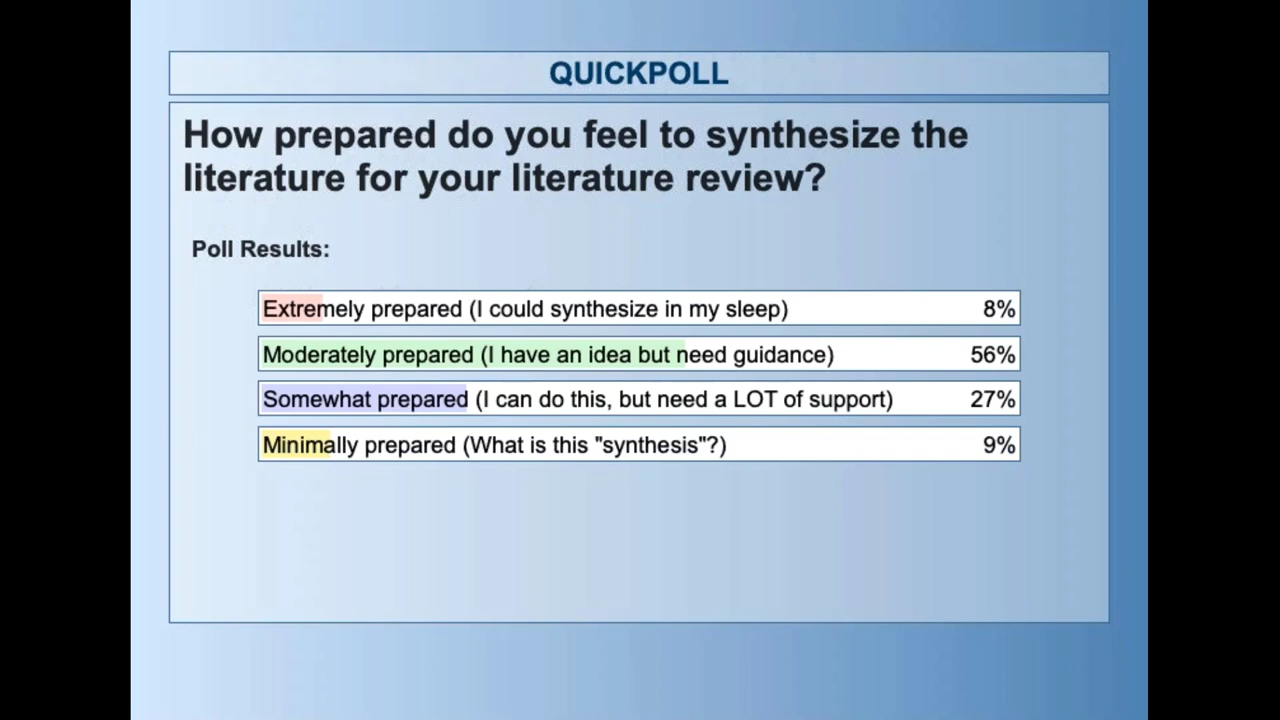 QUICKPOLL
How prepared do you feel to synthesize the
literature for your literature review?
Poll Results:
Extremely prepared (I could synthesize in my sleep) 8%
Moderately prepared (I have an idea but need guidance) 56%
Somewhat prepared (I can do this, but need a LOT of support) 27%
Minimally prepared (What is this "synthesis"?) 9%